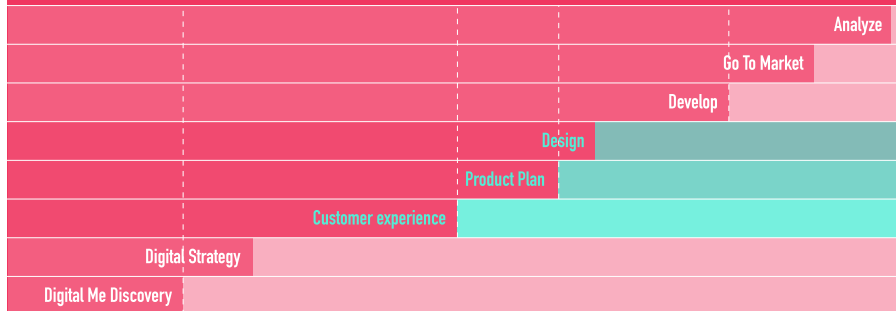 Analyze
Go To Market
Develop
Design
Product Plan
Customer experience
Digital Strategy
Digital Me Discovery